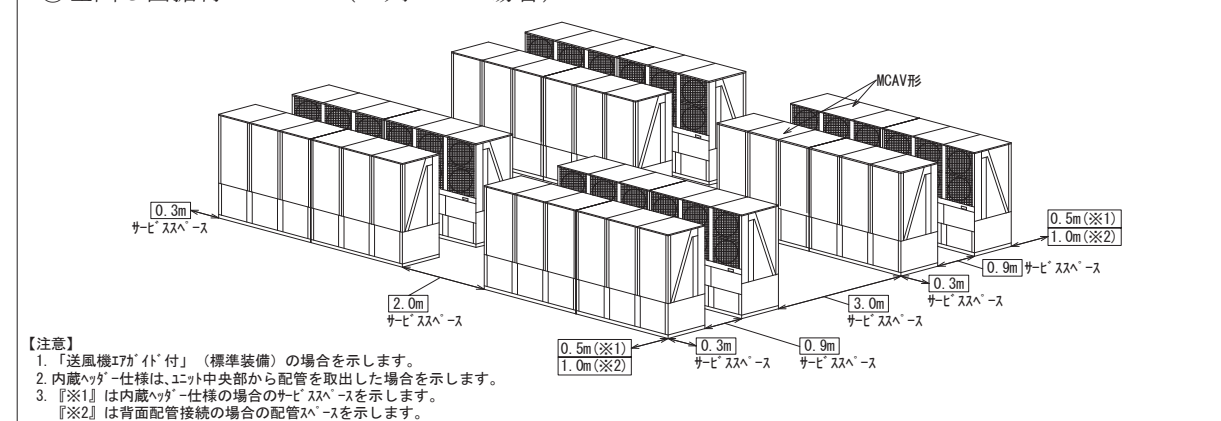 MCAV形
0.3m
サービススペース
0.5m(※1)
1.0m(※2)
0.9m サービススペース
0.3m
サービススペース
2.0m
サービススペース
3.0m
サービススペース
0.5m(※1)
1.0m(※2)
0.3m
サービススペース
0.9m
サービススペース
【注意】
1. 「送風機エアガイド付」（標準装備）の場合を示します。
2. 内蔵ヘッダー仕様は、ユニット中央部から配管を取出した場合を示します。
3. 『※1』は内蔵ヘッダー仕様の場合のサービススペースを示します。
『※2』は背面配管接続の場合の配管スペースを示します。